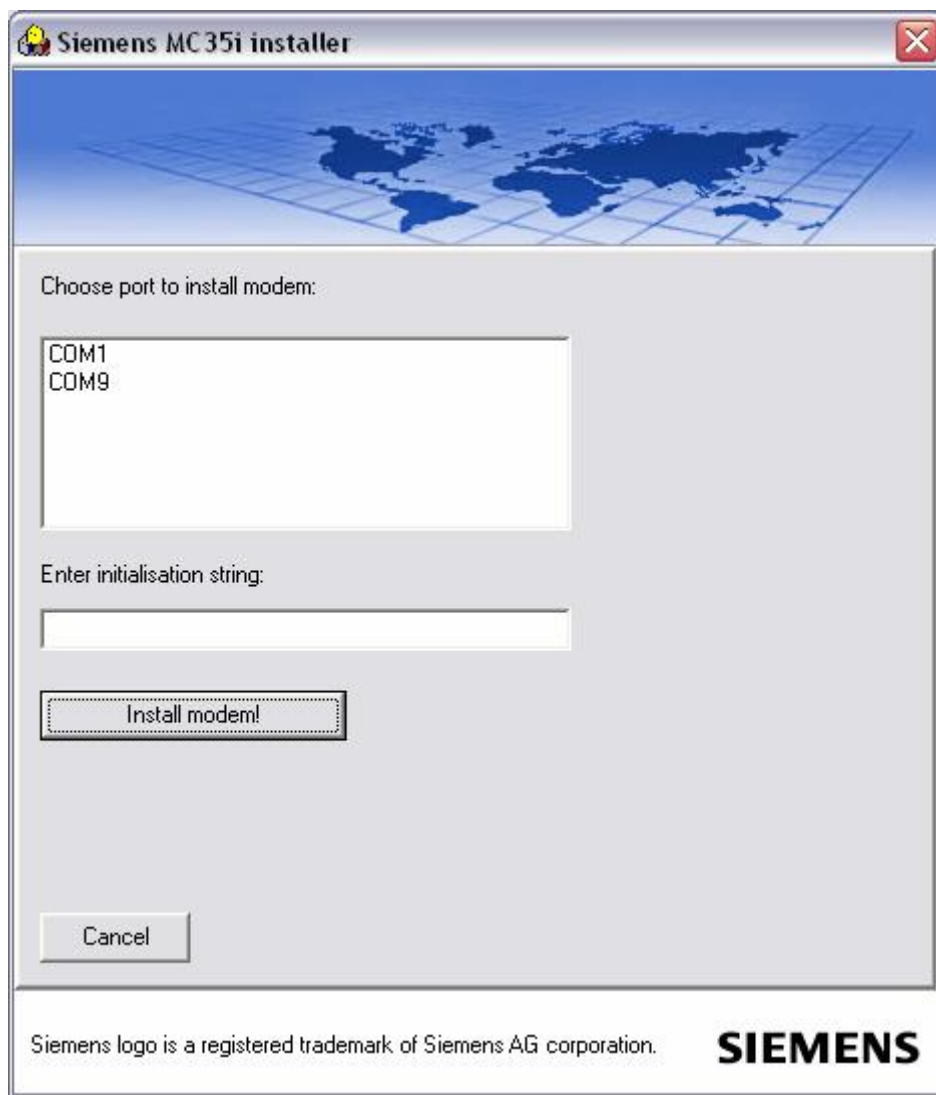 Siemens MC35i installer
Choose port to install modem:
COM1
COM9
Enter initialisation string:
Install modem!
Cancel
Siemens logo is a registered trademark of Siemens AG corporation.
SIEMENS